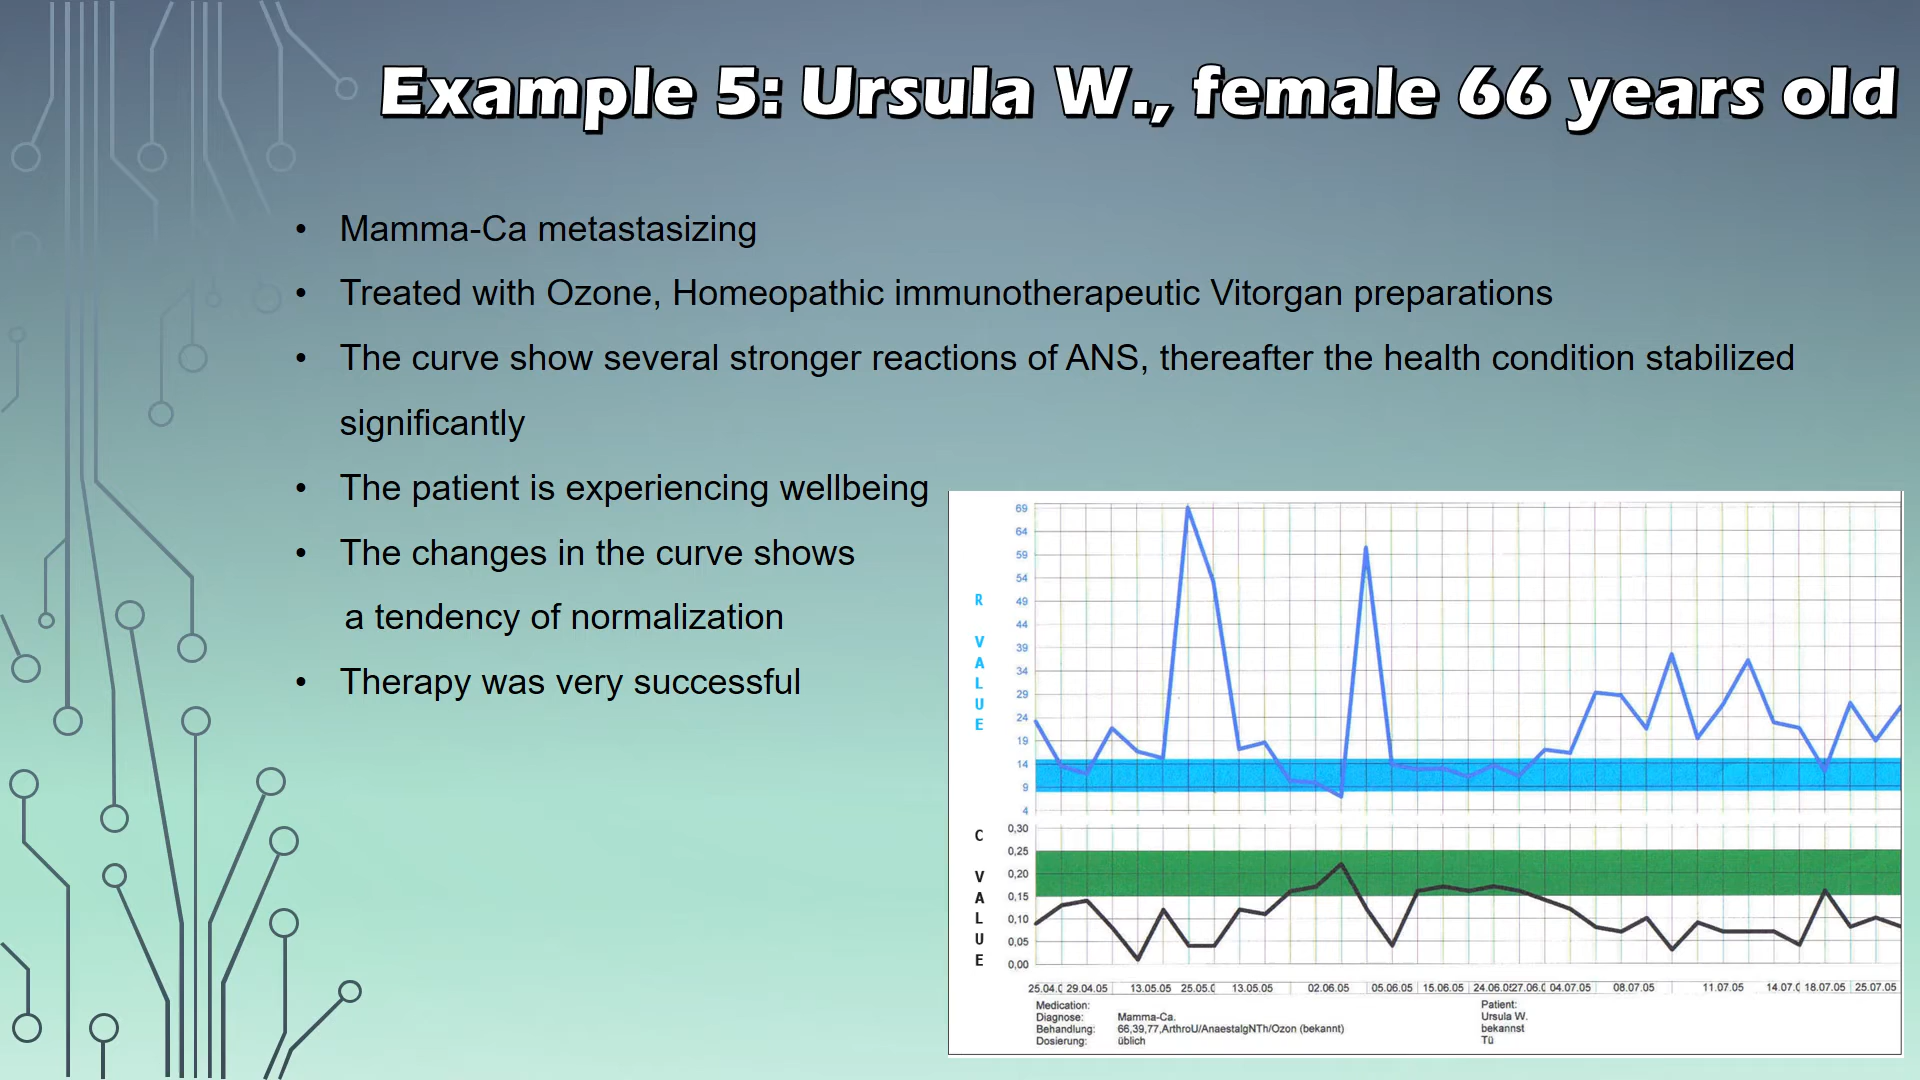 Example 5: Ursula W., female 66 years old
• Mamma-Ca metastasizing
• Treated with Ozone, Homeopathic immunotherapeutic Vitorgan preparations
• The curve show several stronger reactions of ANS, thereafter the health condition stabilized
significantly
• The patient is experiencing wellbeing
• The changes in the curve shows
a tendency of normalization
• Therapy was very successful
R VALUE
69
64
59
54
49
44
39
34
29
24
19
14
9
4
C VALUE
0,30
0,25
0,20
0,15
0,10
0,05
0,00
25.04.0 29.04.05 13.05.05 25.05.0 13.05.05 02.06.05 05.06.05 15.06.05 24.06.05 27.06.0 04.07.05 08.07.05 11.07.05 14.07.0 18.07.05 25.07.05
Medication:
Diagnose: Mamma-Ca.
Behandlung: 66,39,77,ArthroU/AnaestalgNTh/Ozon (bekannt)
Dosierung: üblich
Patient:
Ursula W.
bekannst
Tü